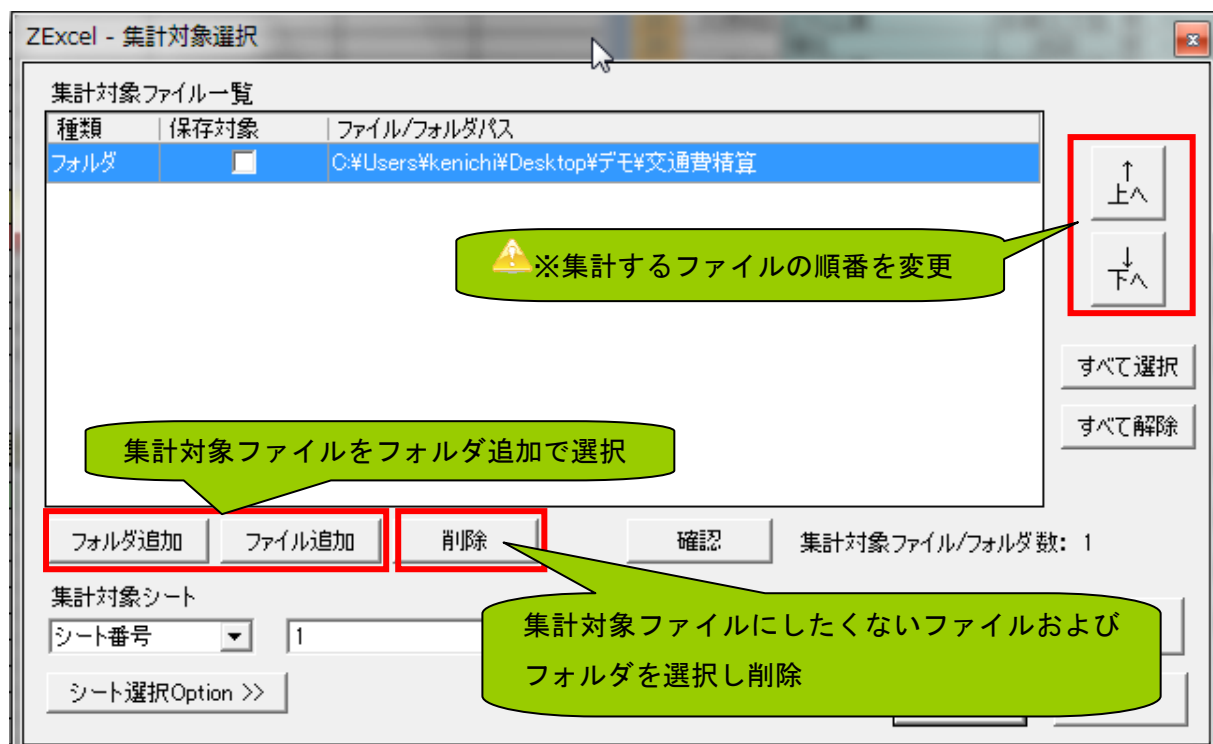 ZExcel - 集計対象選択
集計対象ファイル一覧
種類 保存対象 ファイル/フォルダパス
フォルダ C:¥Users¥kenichi¥Desktop¥デモ¥交通費精算
↑
上へ
※集計するファイルの順番を変更
↓
下へ
すべて選択
すべて解除
集計対象ファイルをフォルダ追加で選択
フォルダ追加 ファイル追加 削除 確認 集計対象ファイル/フォルダ数: 1
集計対象シート
シート番号 1
集計対象ファイルにしたくないファイルおよび
フォルダを選択し削除
シート選択Option >>